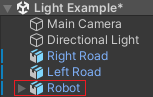 Light Example*
Main Camera
Directional Light
Right Road
Left Road
Robot